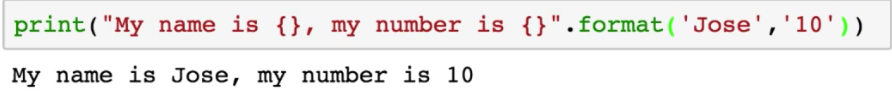 print("My name is {}, my number is {}".format('Jose','10'))
My name is Jose, my number is 10